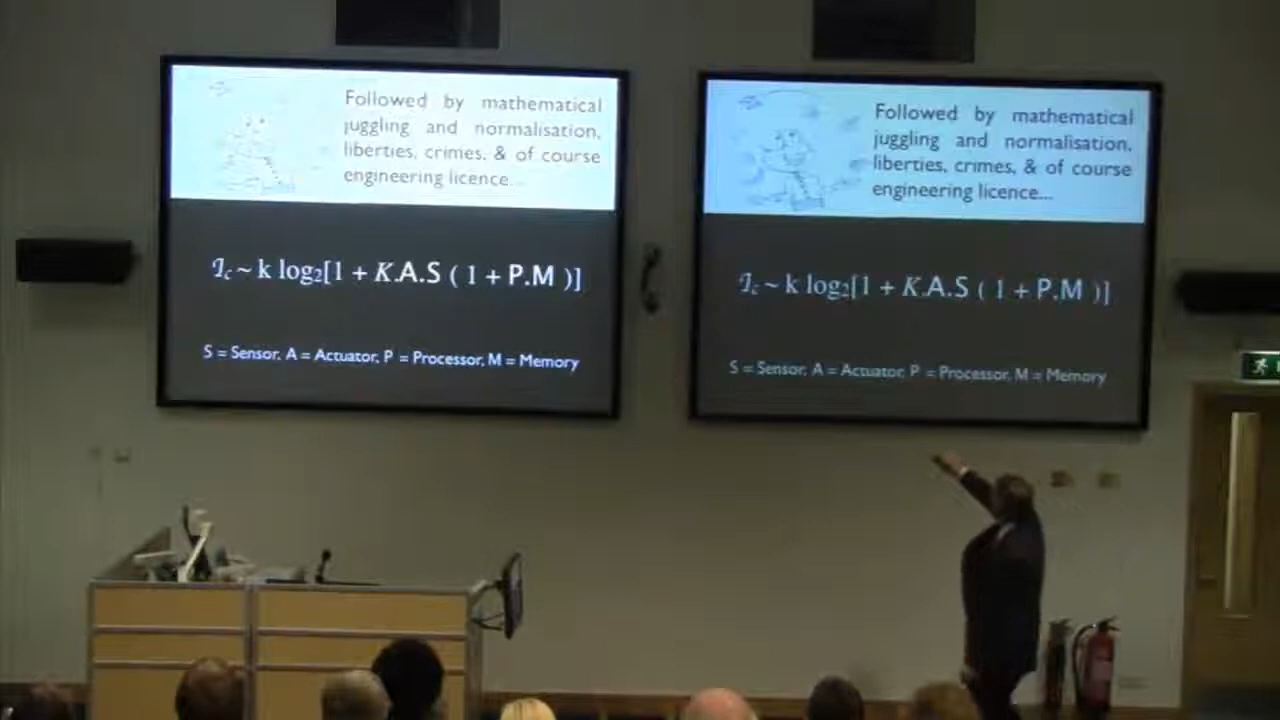 Followed by mathematical
juggling and normalisation,
liberties, crimes, & of course
engineering licence...
ℐc ~ k log₂[1 + K.A.S ( 1 + P.M )]
S = Sensor, A = Actuator, P = Processor, M = Memory
Followed by mathematical
juggling and normalisation,
liberties, crimes, & of course
engineering licence...
ℐc ~ k log₂[1 + K.A.S ( 1 + P.M )]
S = Sensor, A = Actuator, P = Processor, M = Memory